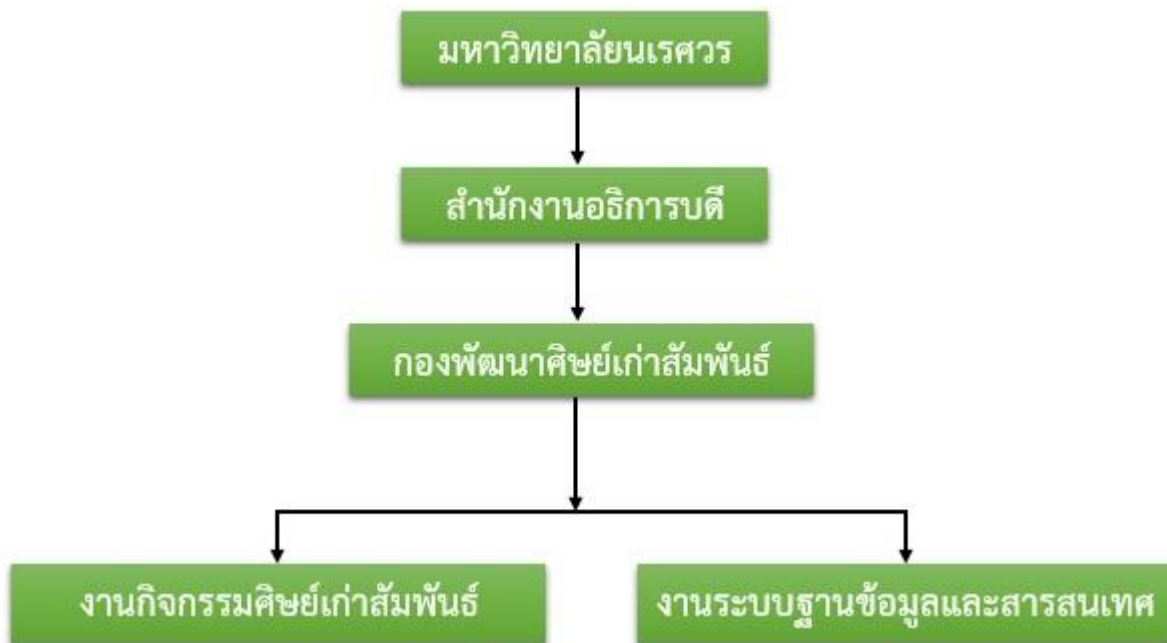 มหาวิทยาลัยนเรศวร
สำนักงานอธิการบดี
กองพัฒนาศิษย์เก่าสัมพันธ์
งานกิจกรรมศิษย์เก่าสัมพันธ์
งานระบบฐานข้อมูลและสารสนเทศ